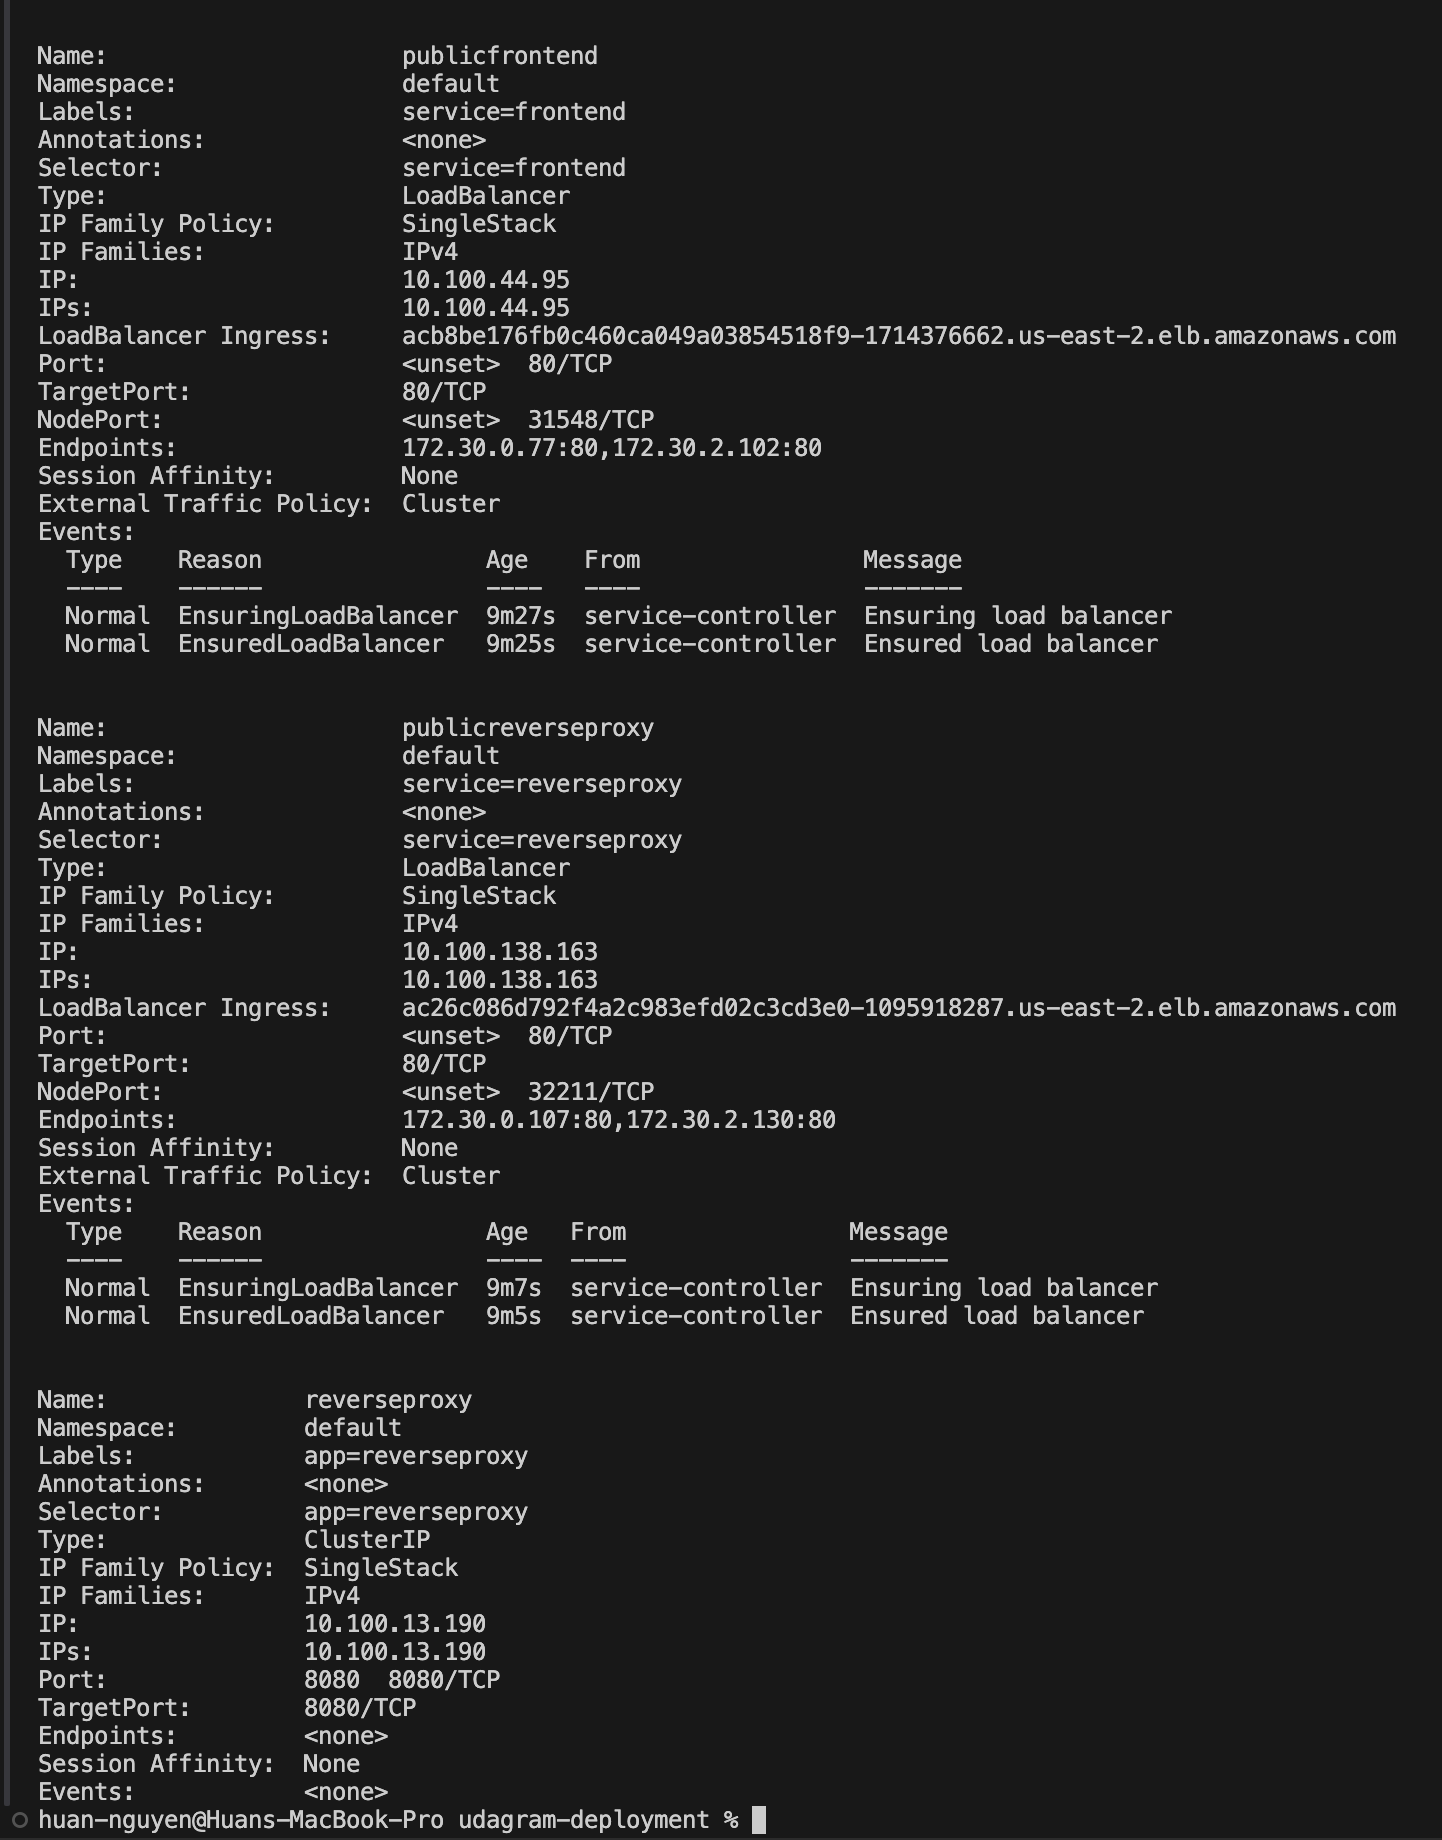 Name:                     publicfrontend
Namespace:                default
Labels:                   service=frontend
Annotations:              <none>
Selector:                 service=frontend
Type:                     LoadBalancer
IP Family Policy:         SingleStack
IP Families:              IPv4
IP:                       10.100.44.95
IPs:                      10.100.44.95
LoadBalancer Ingress:     acb8be176fb0c460ca049a03854518f9-1714376662.us-east-2.elb.amazonaws.com
Port:                     <unset>  80/TCP
TargetPort:               80/TCP
NodePort:                 <unset>  31548/TCP
Endpoints:                172.30.0.77:80,172.30.2.102:80
Session Affinity:         None
External Traffic Policy:  Cluster
Events:
  Type    Reason                Age    From                Message
  ----    ------                ----   ----                -------
  Normal  EnsuringLoadBalancer  9m27s  service-controller  Ensuring load balancer
  Normal  EnsuredLoadBalancer   9m25s  service-controller  Ensured load balancer
Name:                     publicreverseproxy
Namespace:                default
Labels:                   service=reverseproxy
Annotations:              <none>
Selector:                 service=reverseproxy
Type:                     LoadBalancer
IP Family Policy:         SingleStack
IP Families:              IPv4
IP:                       10.100.138.163
IPs:                      10.100.138.163
LoadBalancer Ingress:     ac26c086d792f4a2c983efd02c3cd3e0-1095918287.us-east-2.elb.amazonaws.com
Port:                     <unset>  80/TCP
TargetPort:               80/TCP
NodePort:                 <unset>  32211/TCP
Endpoints:                172.30.0.107:80,172.30.2.130:80
Session Affinity:         None
External Traffic Policy:  Cluster
Events:
  Type    Reason                Age   From                Message
  ----    ------                ----  ----                -------
  Normal  EnsuringLoadBalancer  9m7s  service-controller  Ensuring load balancer
  Normal  EnsuredLoadBalancer   9m5s  service-controller  Ensured load balancer
Name:              reverseproxy
Namespace:         default
Labels:            app=reverseproxy
Annotations:       <none>
Selector:          app=reverseproxy
Type:              ClusterIP
IP Family Policy:  SingleStack
IP Families:       IPv4
IP:                10.100.13.190
IPs:               10.100.13.190
Port:              8080  8080/TCP
TargetPort:        8080/TCP
Endpoints:         <none>
Session Affinity:  None
Events:            <none>
huan-nguyen@Huans-MacBook-Pro udagram-deployment %